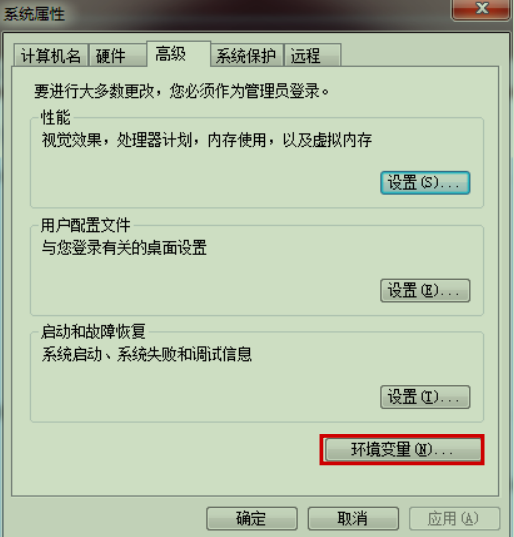 系统属性
计算机名 硬件 高级 系统保护 远程
要进行大多数更改，您必须作为管理员登录。
性能
视觉效果，处理器计划，内存使用，以及虚拟内存
设置(S)...
用户配置文件
与您登录有关的桌面设置
设置(E)...
启动和故障恢复
系统启动、系统失败和调试信息
设置(T)...
环境变量(N)...
确定 取消 应用(A)